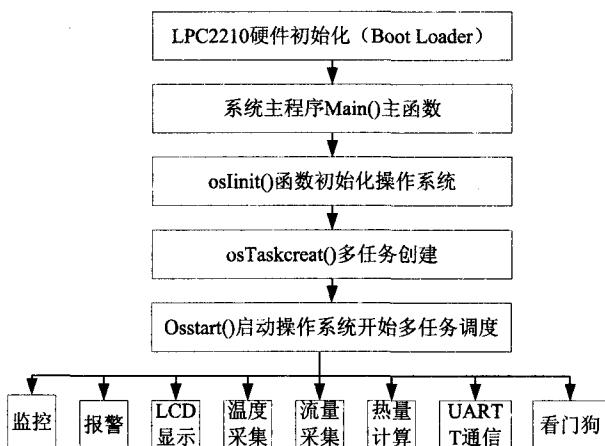 LPC2210硬件初始化（Boot Loader）
系统主程序Main()主函数
osIinit()函数初始化操作系统
osTaskcreat()多任务创建
Osstart()启动操作系统开始多任务调度
监控
报警
LCD
显示
温度
采集
流量
采集
热量
计算
UART
T通信
看门狗